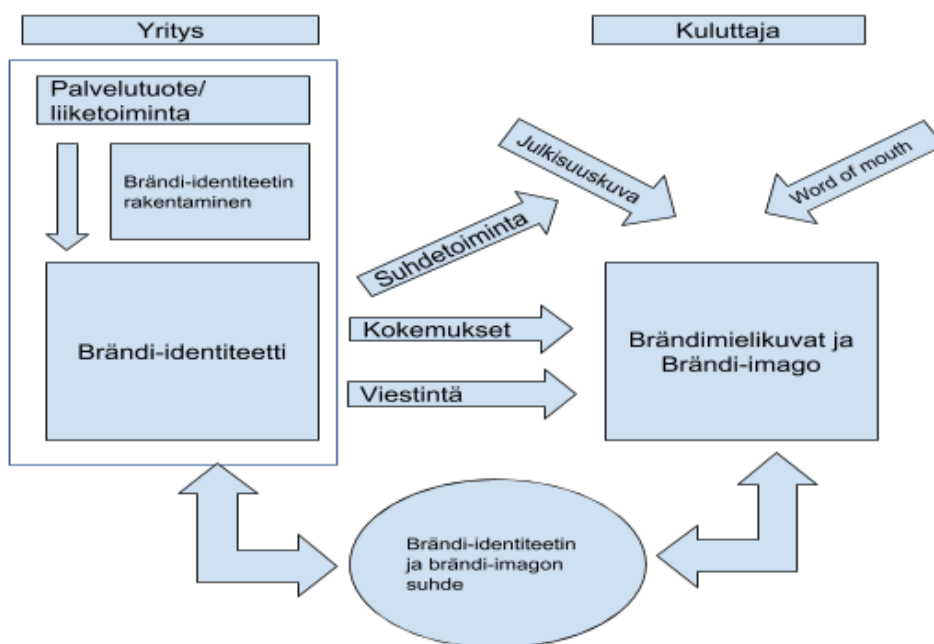 Yritys
Kuluttaja
Palvelutuote/
liiketoiminta
Brändi-identiteetin
rakentaminen
Brändi-identiteetti
Julkisuuskuva
Word of mouth
Suhdetoiminta
Kokemukset
Viestintä
Brändimielikuvat ja
Brändi-imago
Brändi-identiteetin
ja brändi-imagon
suhde